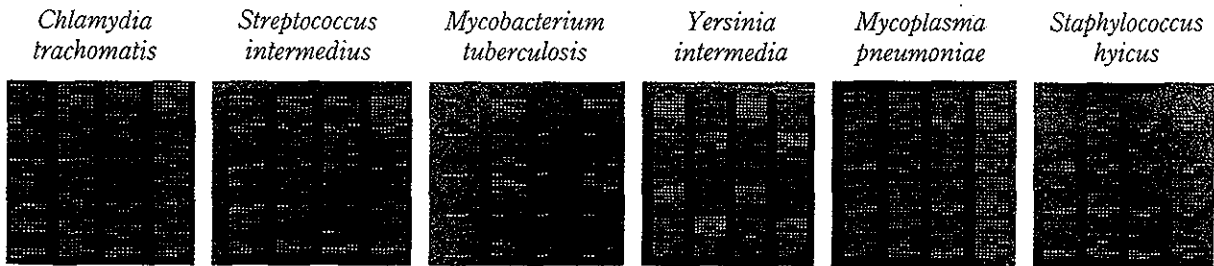 Chlamydia trachomatis
Streptococcus intermedius
Mycobacterium tuberculosis
Yersinia intermedia
Mycoplasma pneumoniae
Staphylococcus hyicus